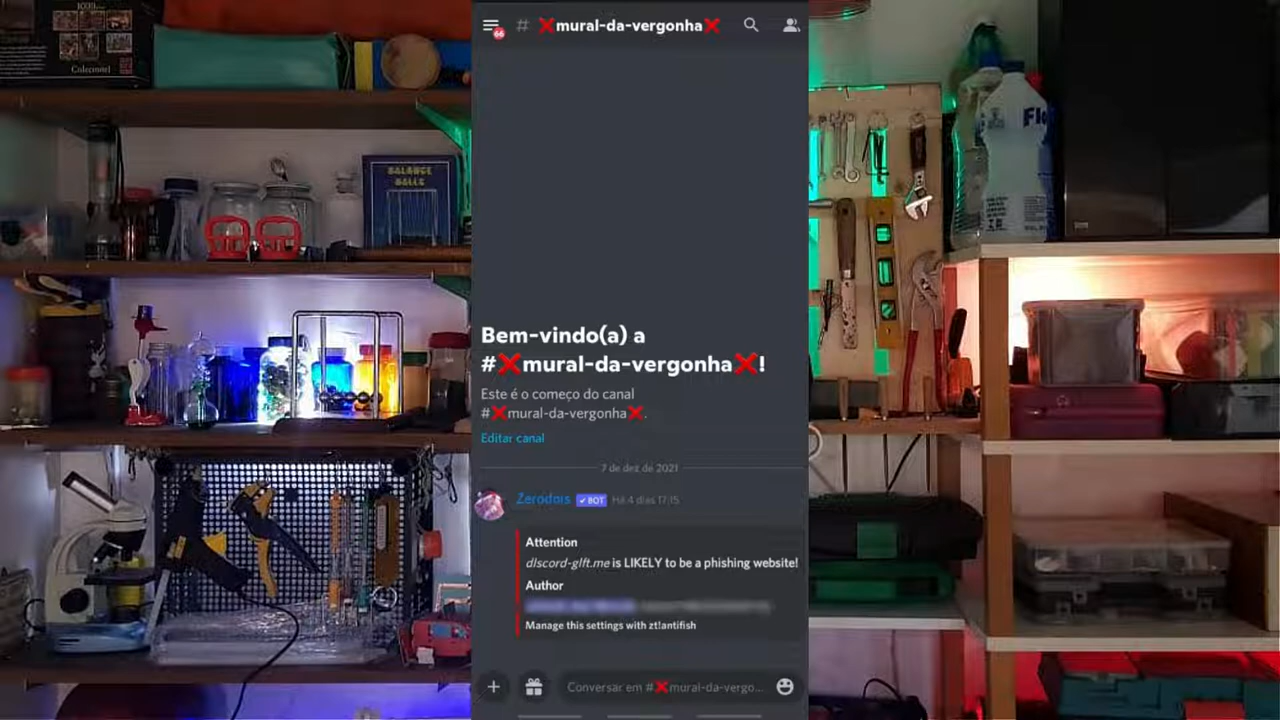 1000
Colecionei
BALANCE
BALLS
66
# ❌mural-da-vergonha❌
Bem-vindo(a) a
#❌mural-da-vergonha❌!
Este é o começo do canal
#❌mural-da-vergonha❌.
Editar canal
7 de dez de 2021
Zerodois ✔ BOT Há 4 dias 17:15
Attention
dlscord-glft.me is LIKELY to be a phishing website!
Author
Manage this settings with zt!antifish
Conversar em #❌mural-da-vergo...